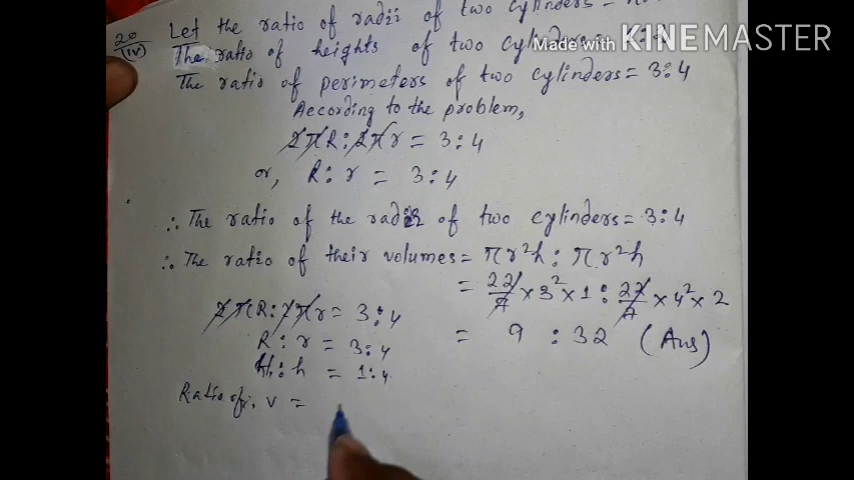 20
(iv)
Let the ratio of radii of two cylinders =
The ratio of heights of two
Made with KINEMASTER
The ratio of perimeters of two cylinders = 3:4
According to the problem,
2πR:2πr = 3:4
or, R:r = 3:4
∴ The ratio of the radii of two cylinders = 3:4
∴ The ratio of their volumes = πr²h : πr²h
= 22/7 × 3² × 1 : 22/7 × 4² × 2
= 9 : 32 (Ans)
2πR:2πr = 3:4
R:r = 3:4
H:h = 1:4
Ratio of v =